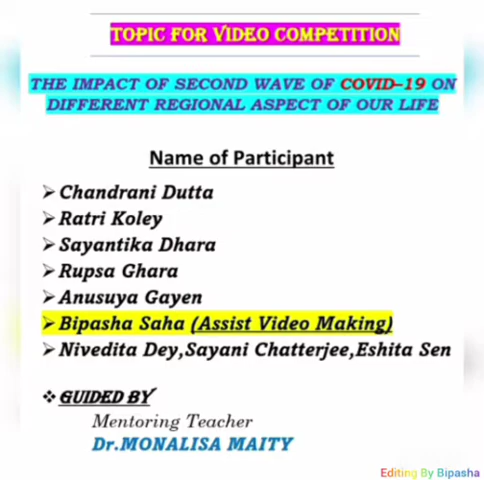 TOPIC FOR VIDEO COMPETITION
THE IMPACT OF SECOND WAVE OF COVID-19 ON
DIFFERENT REGIONAL ASPECT OF OUR LIFE
Name of Participant
➢ Chandrani Dutta
➢ Ratri Koley
➢ Sayantika Dhara
➢ Rupsa Ghara
➢ Anusuya Gayen
➢ Bipasha Saha (Assist Video Making)
➢ Nivedita Dey,Sayani Chatterjee,Eshita Sen
❖ GUIDED BY
Mentoring Teacher
Dr.MONALISA MAITY
Editing By Bipasha